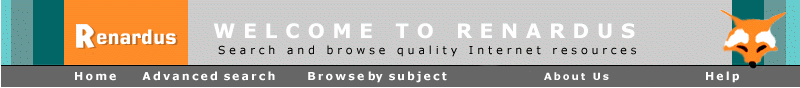 Renardus
WELCOME TO RENARDUS
Search and browse quality Internet resources
Home Advanced search Browse by subject About Us Help